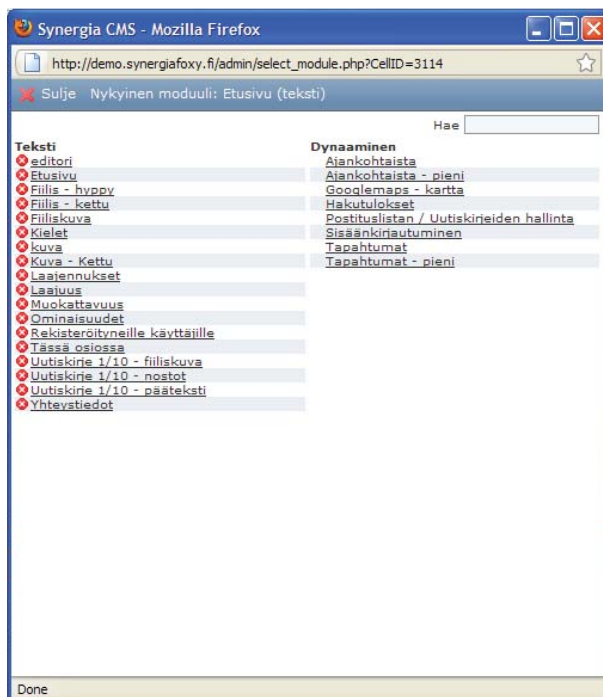 Synergia CMS - Mozilla Firefox
http://demo.synergiafoxy.fi/admin/select_module.php?CellID=3114
Sulje Nykyinen moduuli: Etusivu (teksti)
Hae
Teksti
editori
Etusivu
Fiilis - hyppy
Fiilis - kettu
Fiiliskuva
Kielet
kuva
Kuva - Kettu
Laajennukset
Laajuus
Muokattavuus
Ominaisuudet
Rekisteröityneille käyttäjille
Tässä osiossa
Uutiskirje 1/10 - fiiliskuva
Uutiskirje 1/10 - nostot
Uutiskirje 1/10 - pääteksti
Yhteystiedot
Dynaaminen
Ajankohtaista
Ajankohtaista - pieni
Googlemaps - kartta
Hakutulokset
Postituslistan / Uutiskirjeiden hallinta
Sisäänkirjautuminen
Tapahtumat
Tapahtumat - pieni
Done